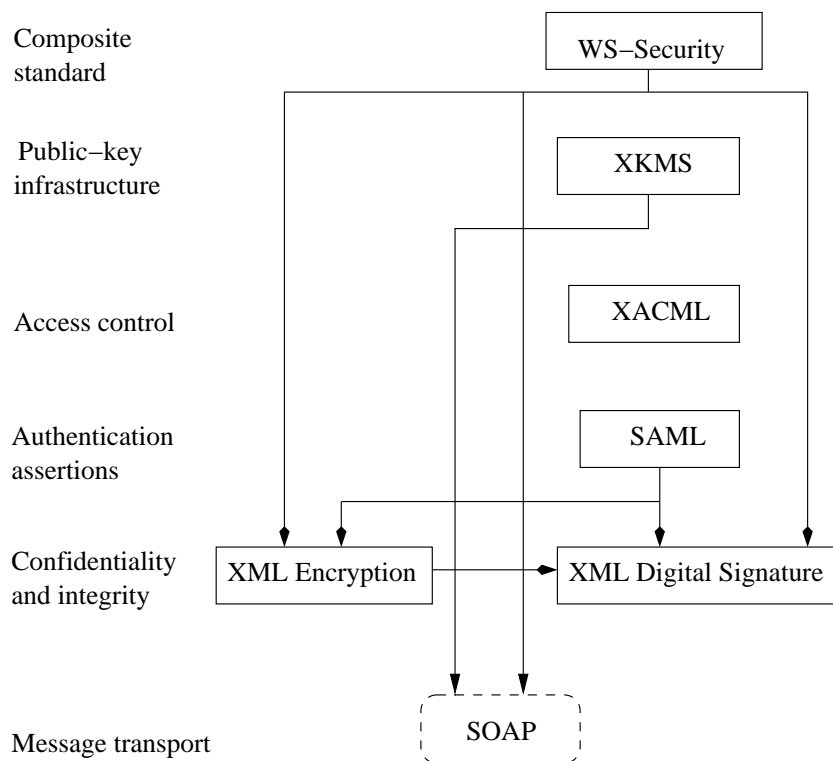 Composite
standard
WS−Security
Public−key
infrastructure
XKMS
Access control
XACML
Authentication
assertions
SAML
Confidentiality
and integrity
XML Encryption
XML Digital Signature
Message transport
SOAP